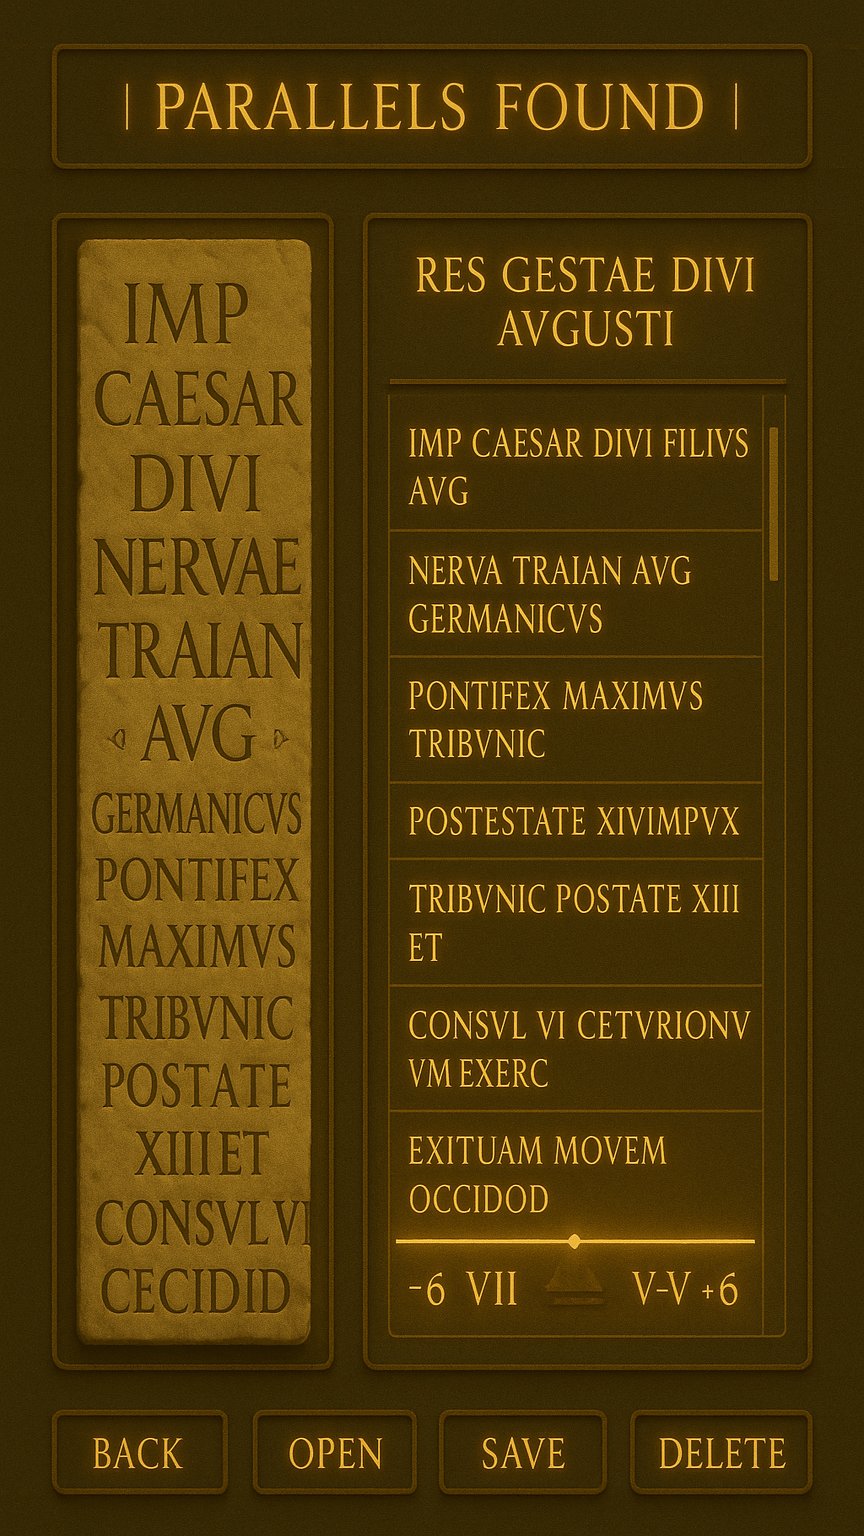 | PARALLELS FOUND |
IMP
CAESAR
DIVI
NERVAE
TRAIAN
AVG
GERMANICVS
PONTIFEX
MAXIMVS
TRIBVNIC
POSTATE
XIII ET
CONSVL VI
CECIDID
RES GESTAE DIVI
AVGUSTI
IMP CAESAR DIVI FILIVS
AVG
NERVA TRAIAN AVG
GERMANICVS
PONTIFEX MAXIMVS
TRIBVNIC
POSTESTATE XIVIMPVX
TRIBVNIC POSTATE XIII
ET
CONSVL VI CETVRIONV
VM EXERC
EXITUAM MOVEM
OCCIDOD
-6 VII V-V +6
BACK OPEN SAVE DELETE